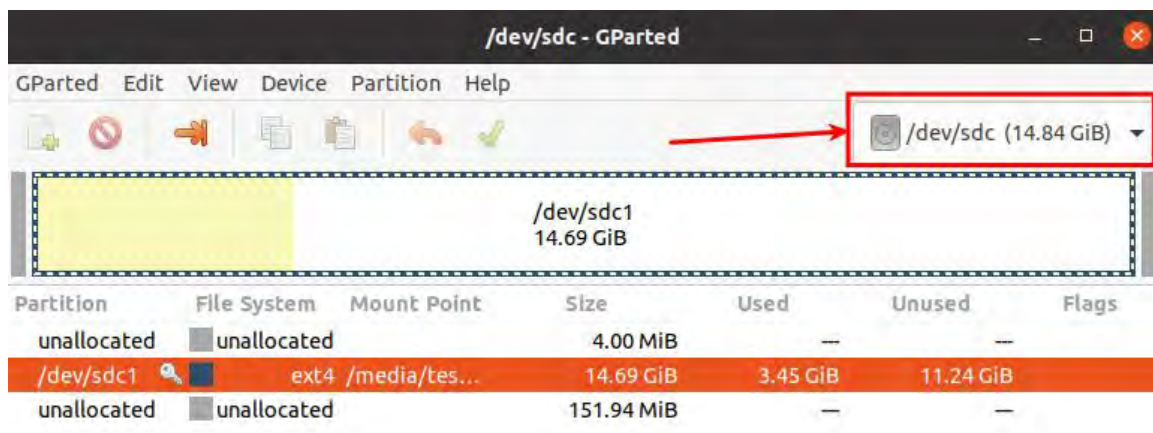 /dev/sdc - GParted
GParted Edit View Device Partition Help
/dev/sdc (14.84 GiB)
/dev/sdc1
14.69 GiB
Partition File System Mount Point Size Used Unused Flags
unallocated unallocated 4.00 MiB — —
/dev/sdc1 ext4 /media/tes... 14.69 GiB 3.45 GiB 11.24 GiB
unallocated unallocated 151.94 MiB — —